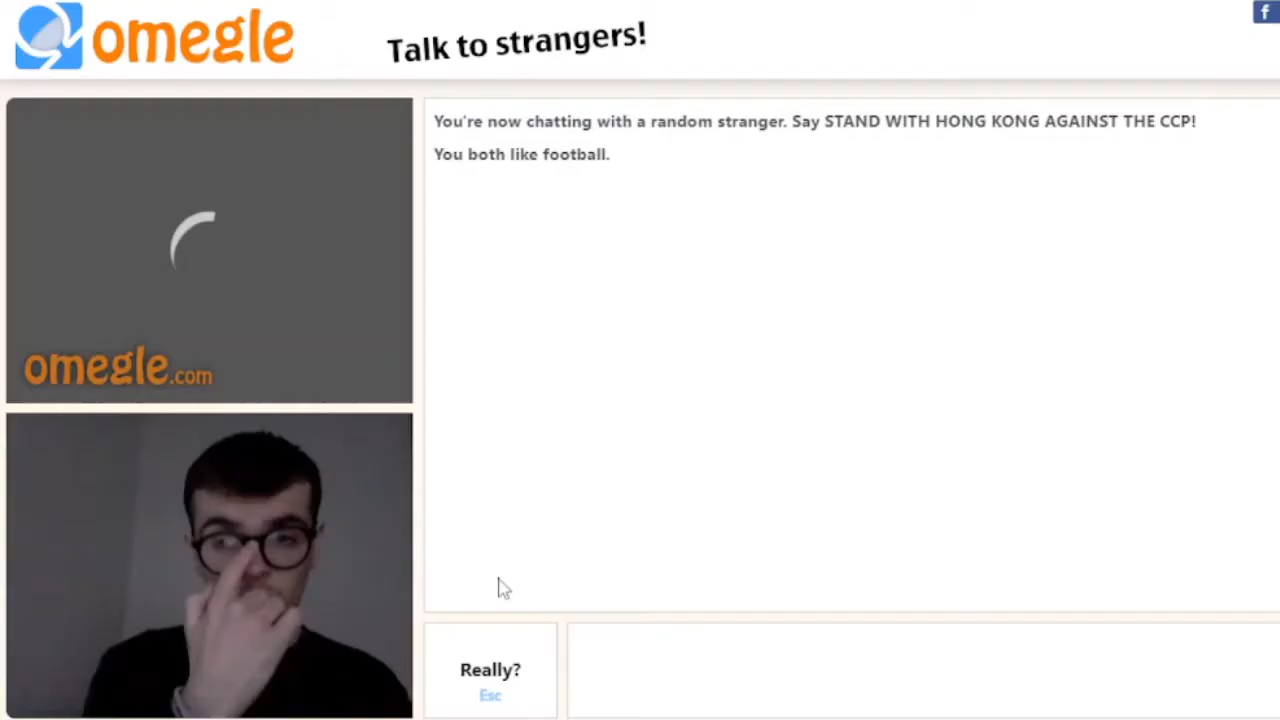 omegle
Talk to strangers!
f
You're now chatting with a random stranger. Say STAND WITH HONG KONG AGAINST THE CCP!
You both like football.
omegle.com
Really?
Esc